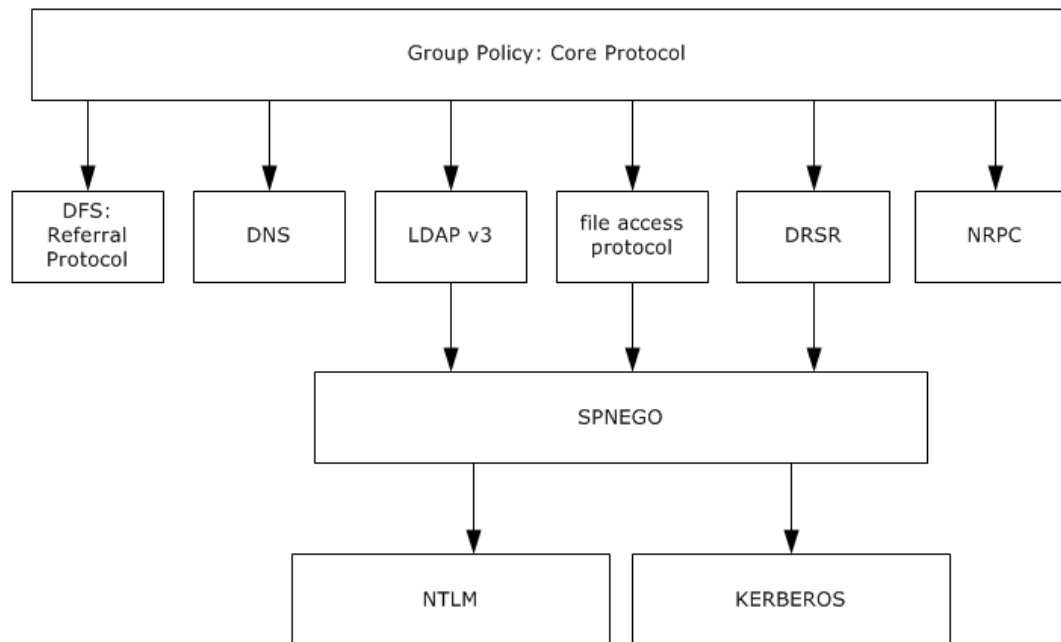 Group Policy: Core Protocol
DFS:
Referral
Protocol
DNS
LDAP v3
file access
protocol
DRSR
NRPC
SPNEGO
NTLM
KERBEROS